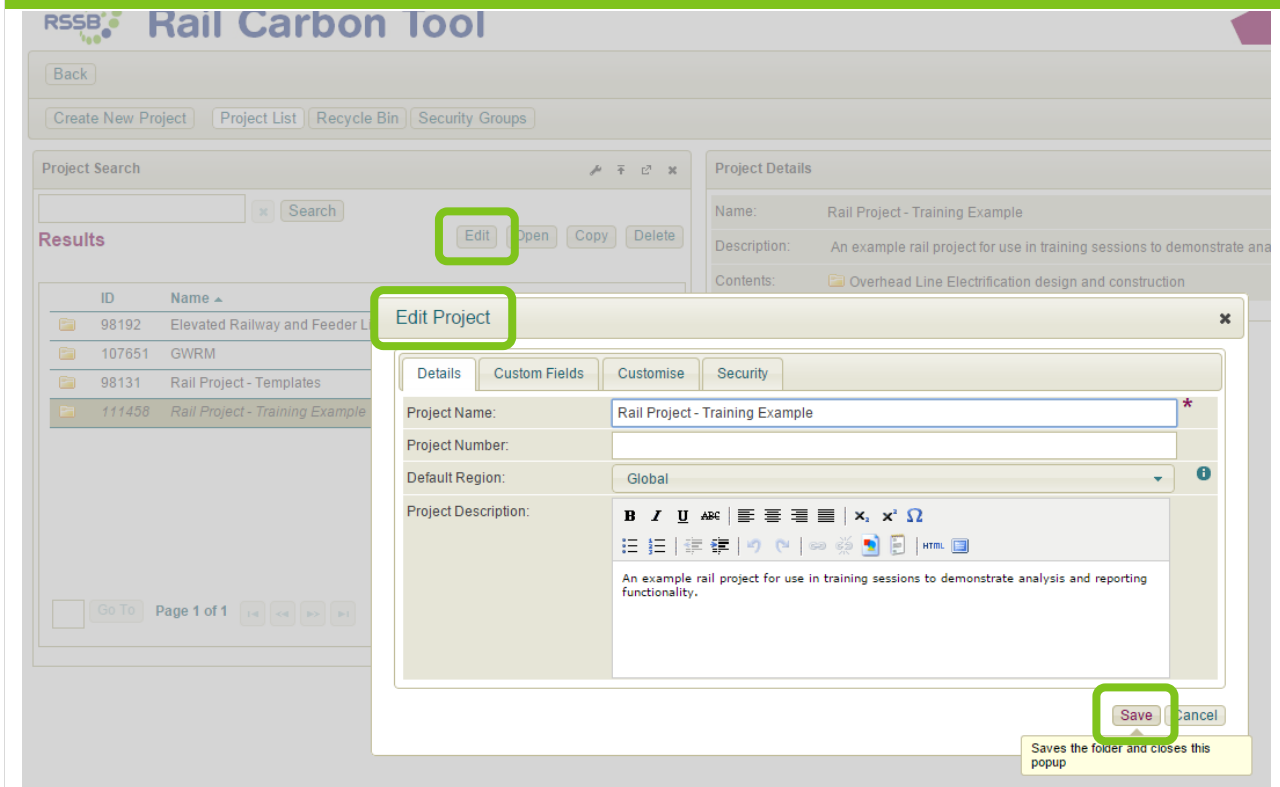 RSSB Rail Carbon Tool
Back
Create New Project Project List Recycle Bin Security Groups
Project Search
Search
Results
Edit Open Copy Delete
ID Name
98192 Elevated Railway and Feeder Li
107651 GWRM
98131 Rail Project - Templates
111458 Rail Project - Training Example
Go To Page 1 of 1
Project Details
Name: Rail Project - Training Example
Description: An example rail project for use in training sessions to demonstrate ana
Contents: Overhead Line Electrification design and construction
Edit Project
Details Custom Fields Customise Security
Project Name: Rail Project - Training Example *
Project Number:
Default Region: Global
Project Description:
B I U ABC x₂ x² Ω
HTML
An example rail project for use in training sessions to demonstrate analysis and reporting
functionality.
Save Cancel
Saves the folder and closes this
popup